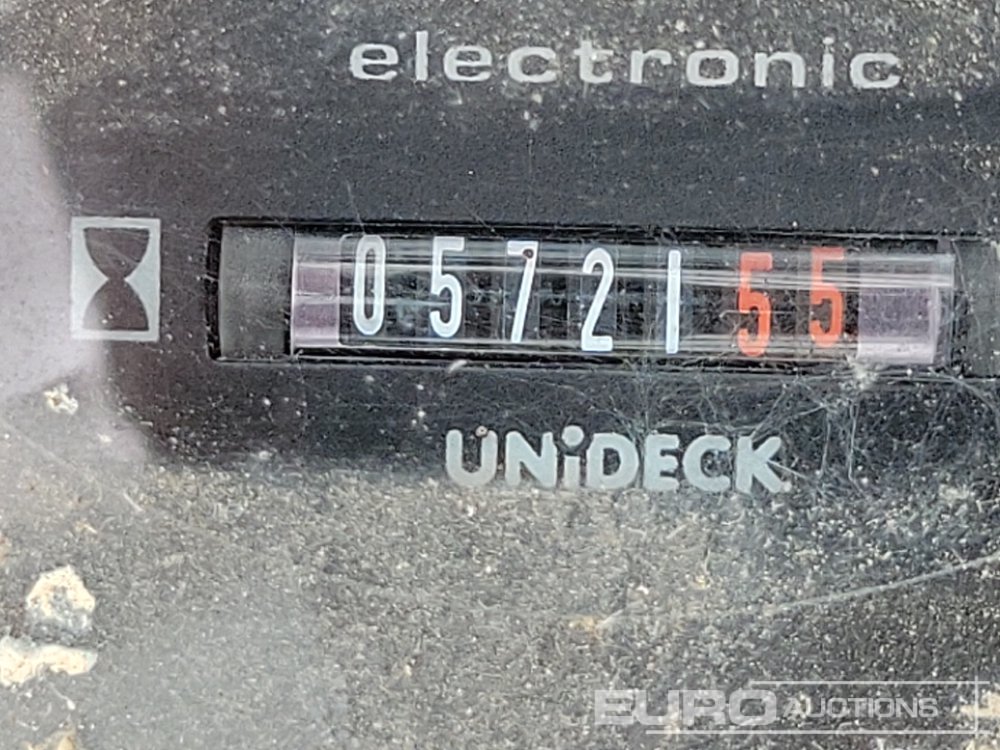 electronic
0572155
UNiDECK
EURO AUCTIONS